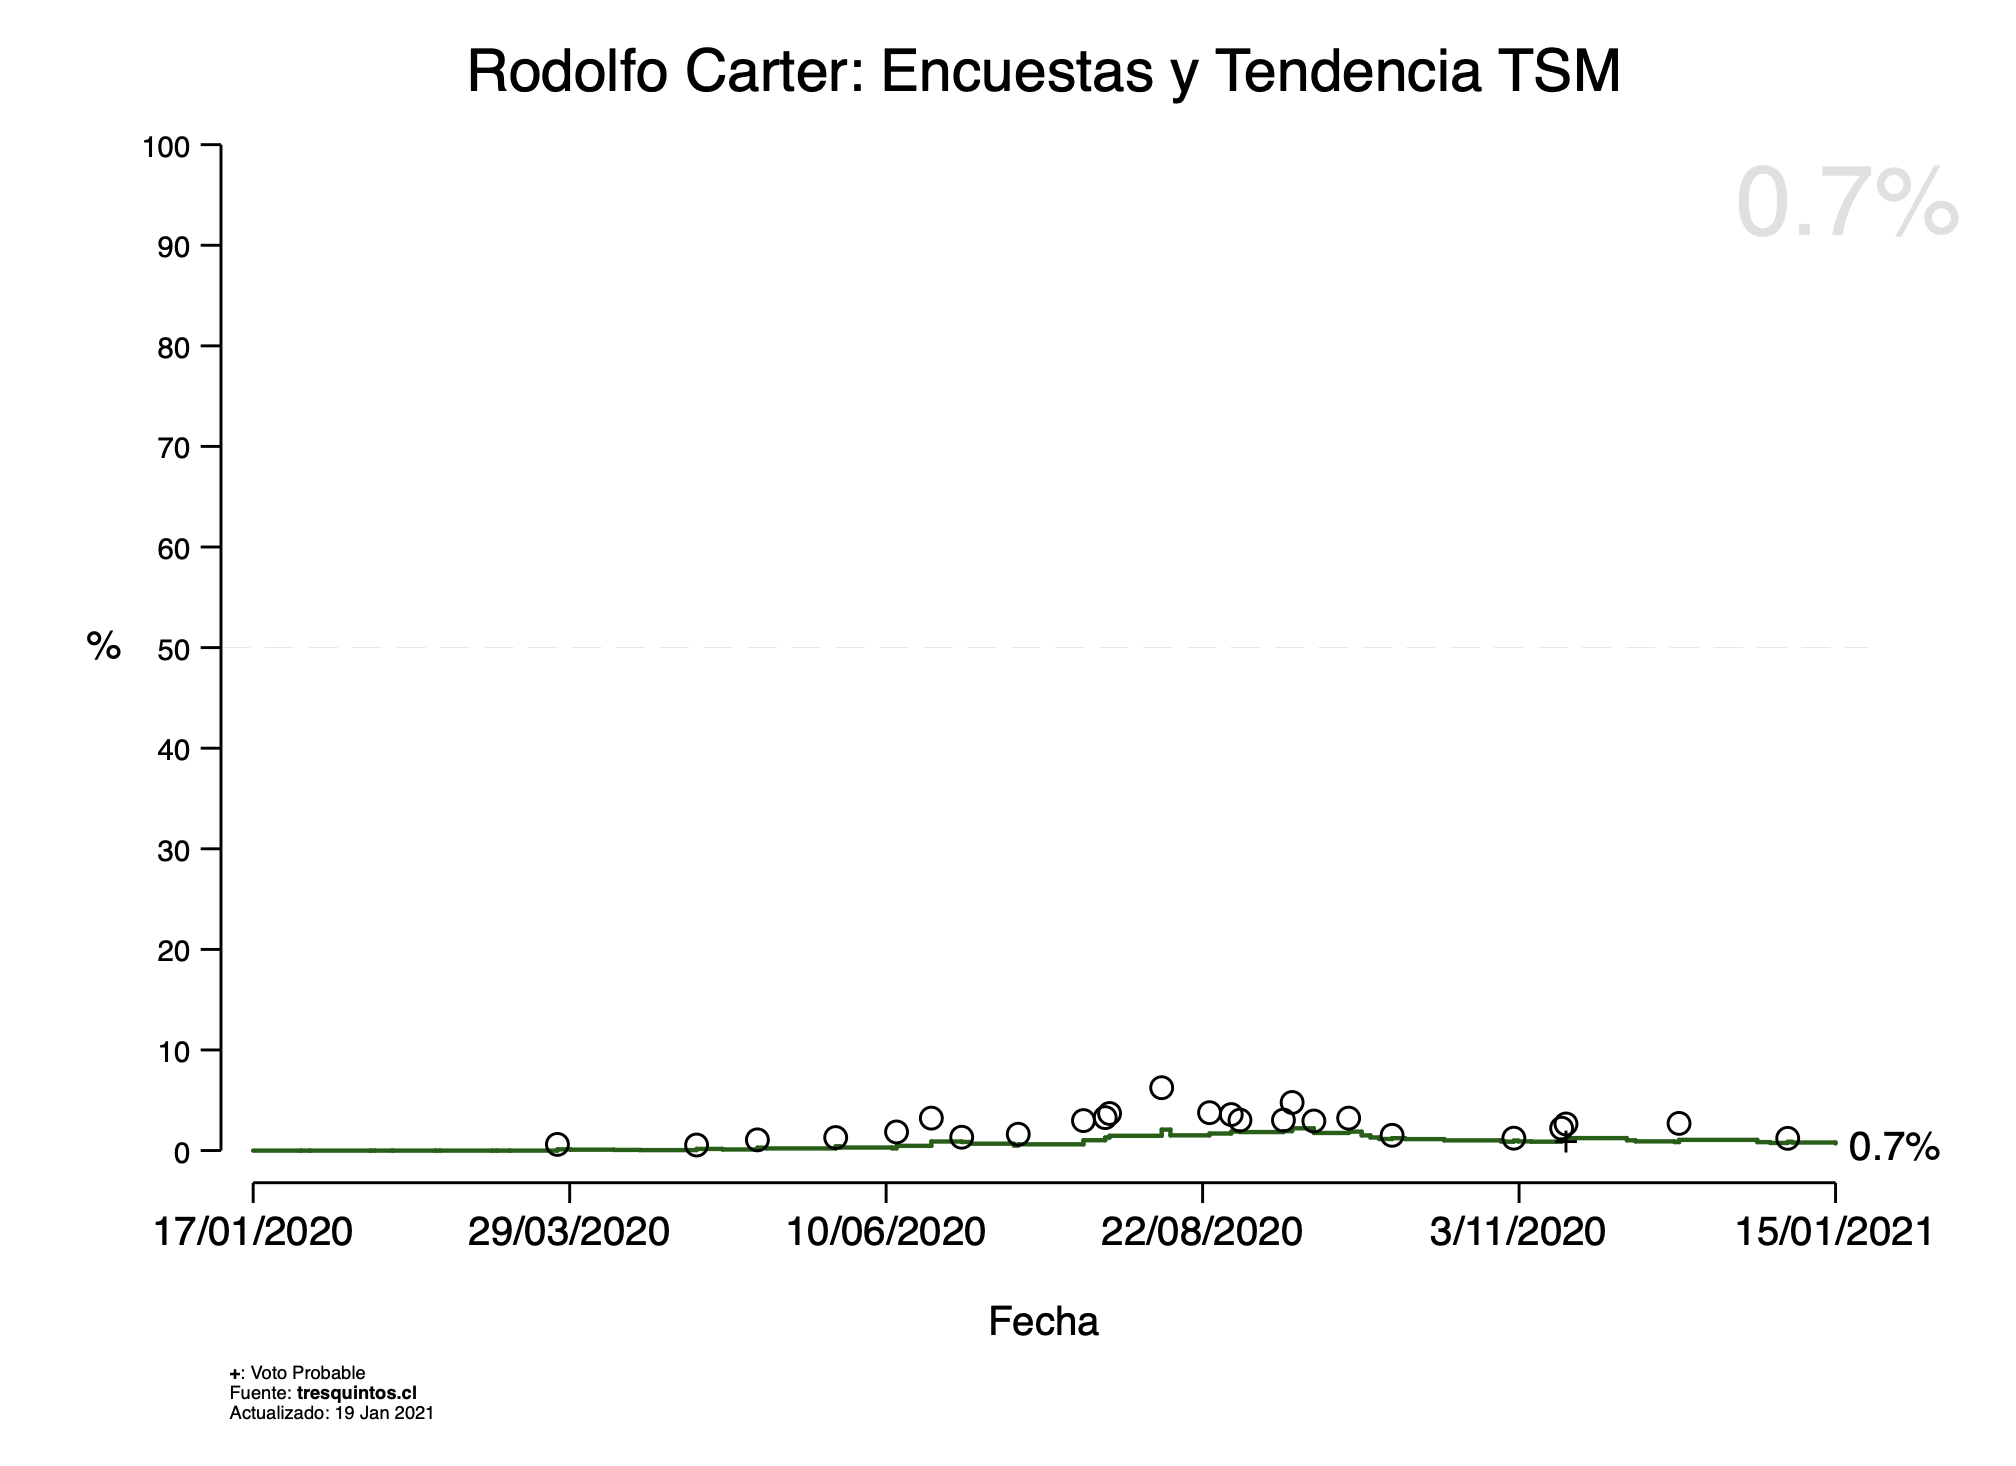 Rodolfo Carter: Encuestas y Tendencia TSM
0.7%
100
90
80
70
60
% 50
40
30
20
10
0
0.7%
17/01/2020 29/03/2020 10/06/2020 22/08/2020 3/11/2020 15/01/2021
Fecha
+: Voto Probable
Fuente: tresquintos.cl
Actualizado: 19 Jan 2021